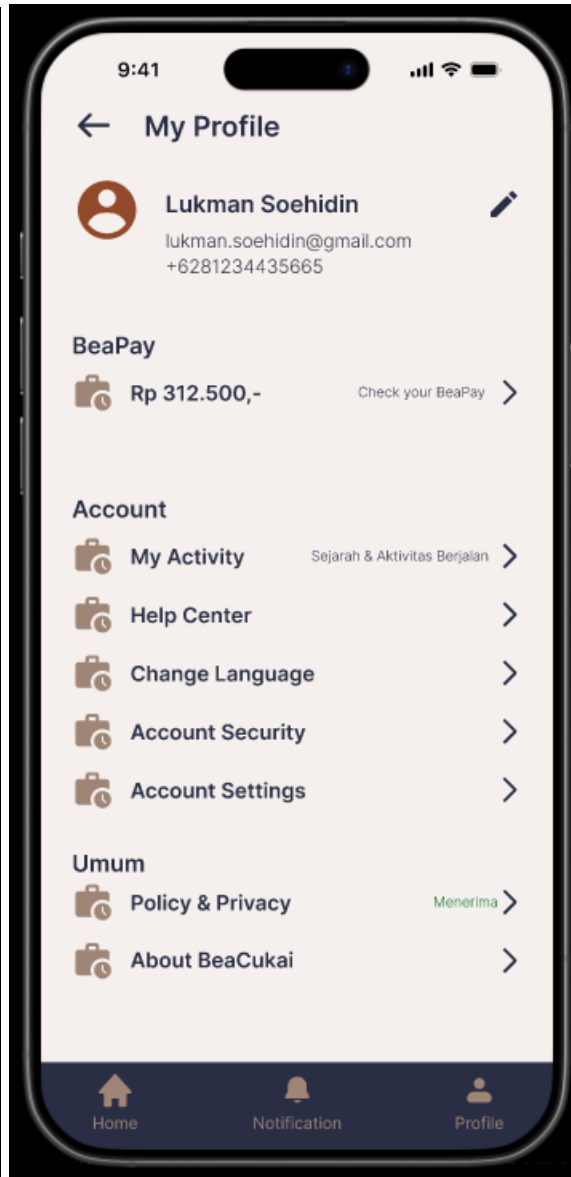 9:41
My Profile
Lukman Soehidin
lukman.soehidin@gmail.com
+6281234435665
BeaPay
Rp 312.500,- Check your BeaPay
Account
My Activity Sejarah & Aktivitas Berjalan
Help Center
Change Language
Account Security
Account Settings
Umum
Policy & Privacy Menerima
About BeaCukai
Home Notification Profile